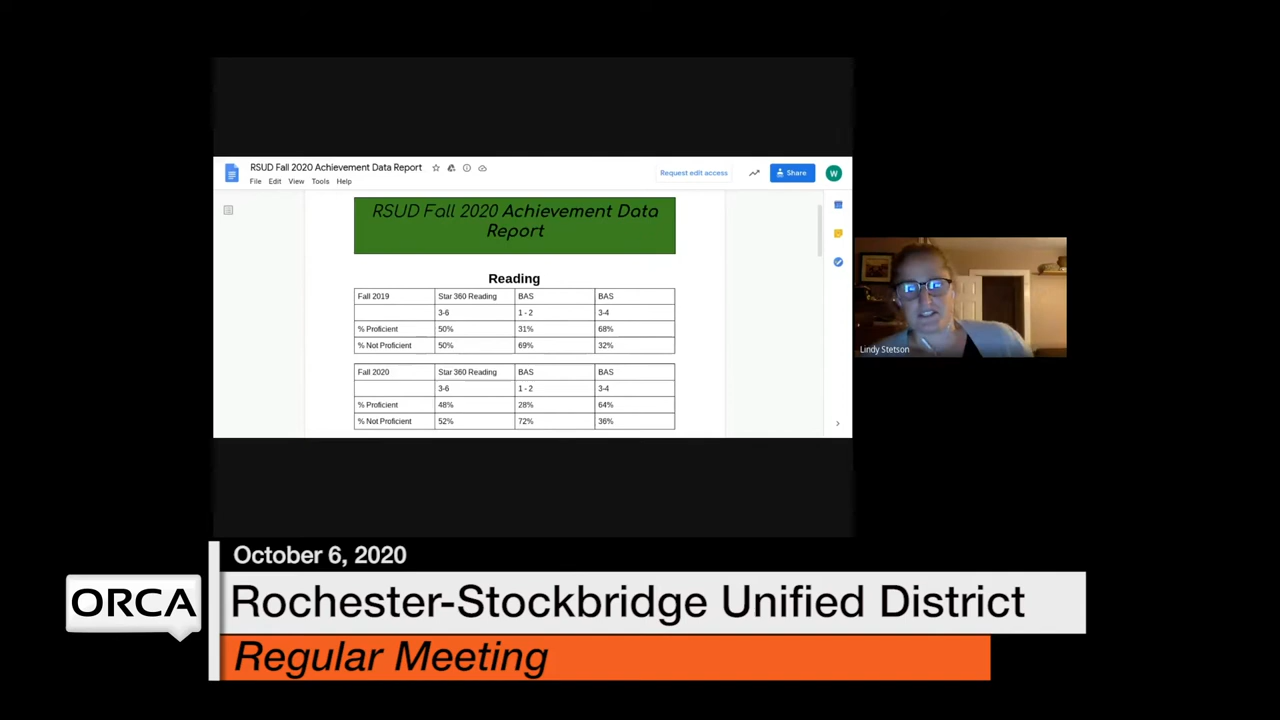 RSUD Fall 2020 Achievement Data Report
File Edit View Tools Help
Request edit access
Share
W
RSUD Fall 2020 Achievement Data
Report
Reading
Fall 2019 Star 360 Reading BAS BAS
3-6 1 - 2 3-4
% Proficient 50% 31% 68%
% Not Proficient 50% 69% 32%
Fall 2020 Star 360 Reading BAS BAS
3-6 1 - 2 3-4
% Proficient 48% 28% 64%
% Not Proficient 52% 72% 36%
Lindy Stetson
October 6, 2020
ORCA
Rochester-Stockbridge Unified District
Regular Meeting